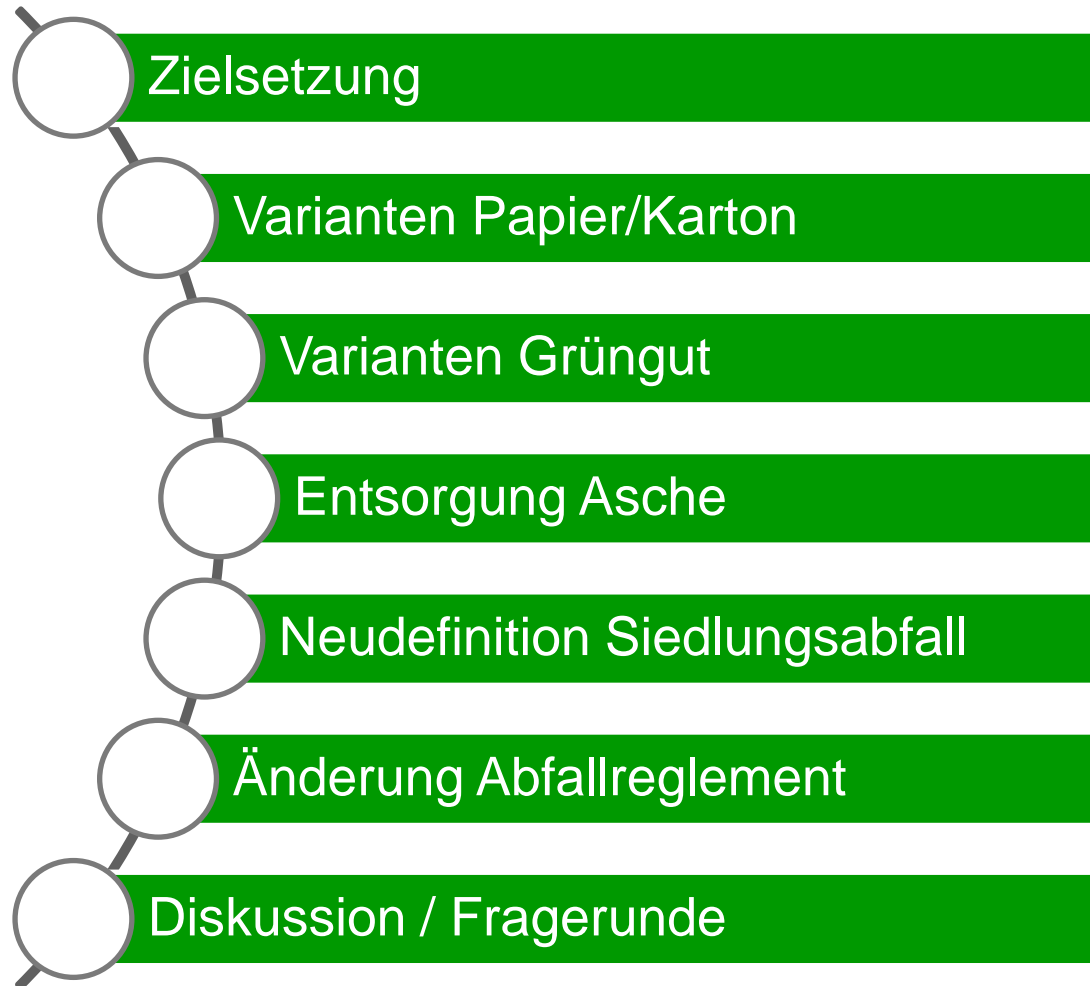 Zielsetzung
Varianten Papier/Karton
Varianten Grüngut
Entsorgung Asche
Neudefinition Siedlungsabfall
Änderung Abfallreglement
Diskussion / Fragerunde